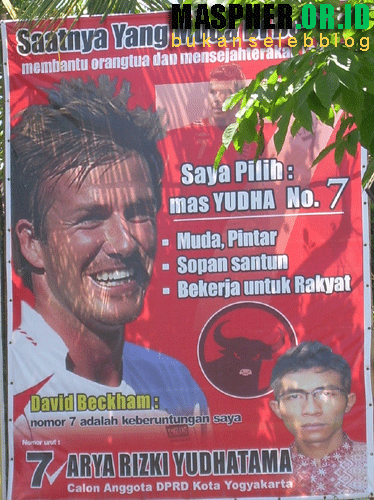 MASPHER.OR.ID
bukanselebblog
Saatnya Yang Muda
membantu orangtua dan mensejahterakan
Saya Pilih :
mas YUDHA No. 7
Muda, Pintar
Sopan santun
Bekerja untuk Rakyat
David Beckham :
nomor 7 adalah keberuntungan saya
Nomor urut :
7 ARYA RIZKI YUDHATAMA
Calon Anggota DPRD Kota Yogyakarta